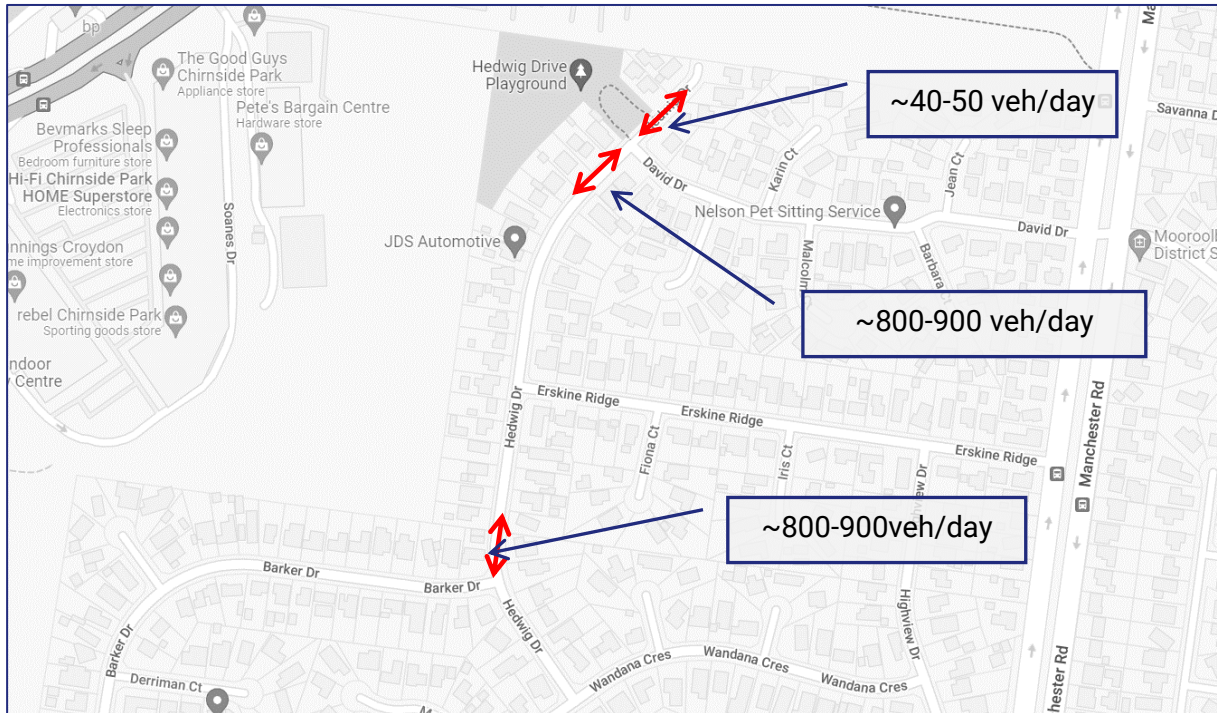 bp
The Good Guys
Chirnside Park
Appliance store
Pete's Bargain Centre
Hardware store
Bevmarks Sleep
Professionals
Bedroom furniture store
Hi-Fi Chirnside Park
HOME Superstore
Electronics store
nnings Croydon
me improvement store
rebel Chirnside Park
Sporting goods store
ndoor
y Centre
Soanes Dr
Hedwig Drive
Playground
~40-50 veh/day
Ma
Savanna D
David Dr
Karin Ct
Jean Ct
Nelson Pet Sitting Service
David Dr
JDS Automotive
Malcolm
Barbara Ct
Moorool
District S
~800-900 veh/day
Hedwig Dr
Erskine Ridge
Erskine Ridge
Erskine Ridge
Fiona Ct
Iris Ct
Manchester Rd
~800-900veh/day
Barker Dr
Barker Dr
Hedwig Dr
Highview Dr
Barker Dr
Wandana Cres
Wandana Cres
Wandana Cres
Derriman Ct
chester Rd